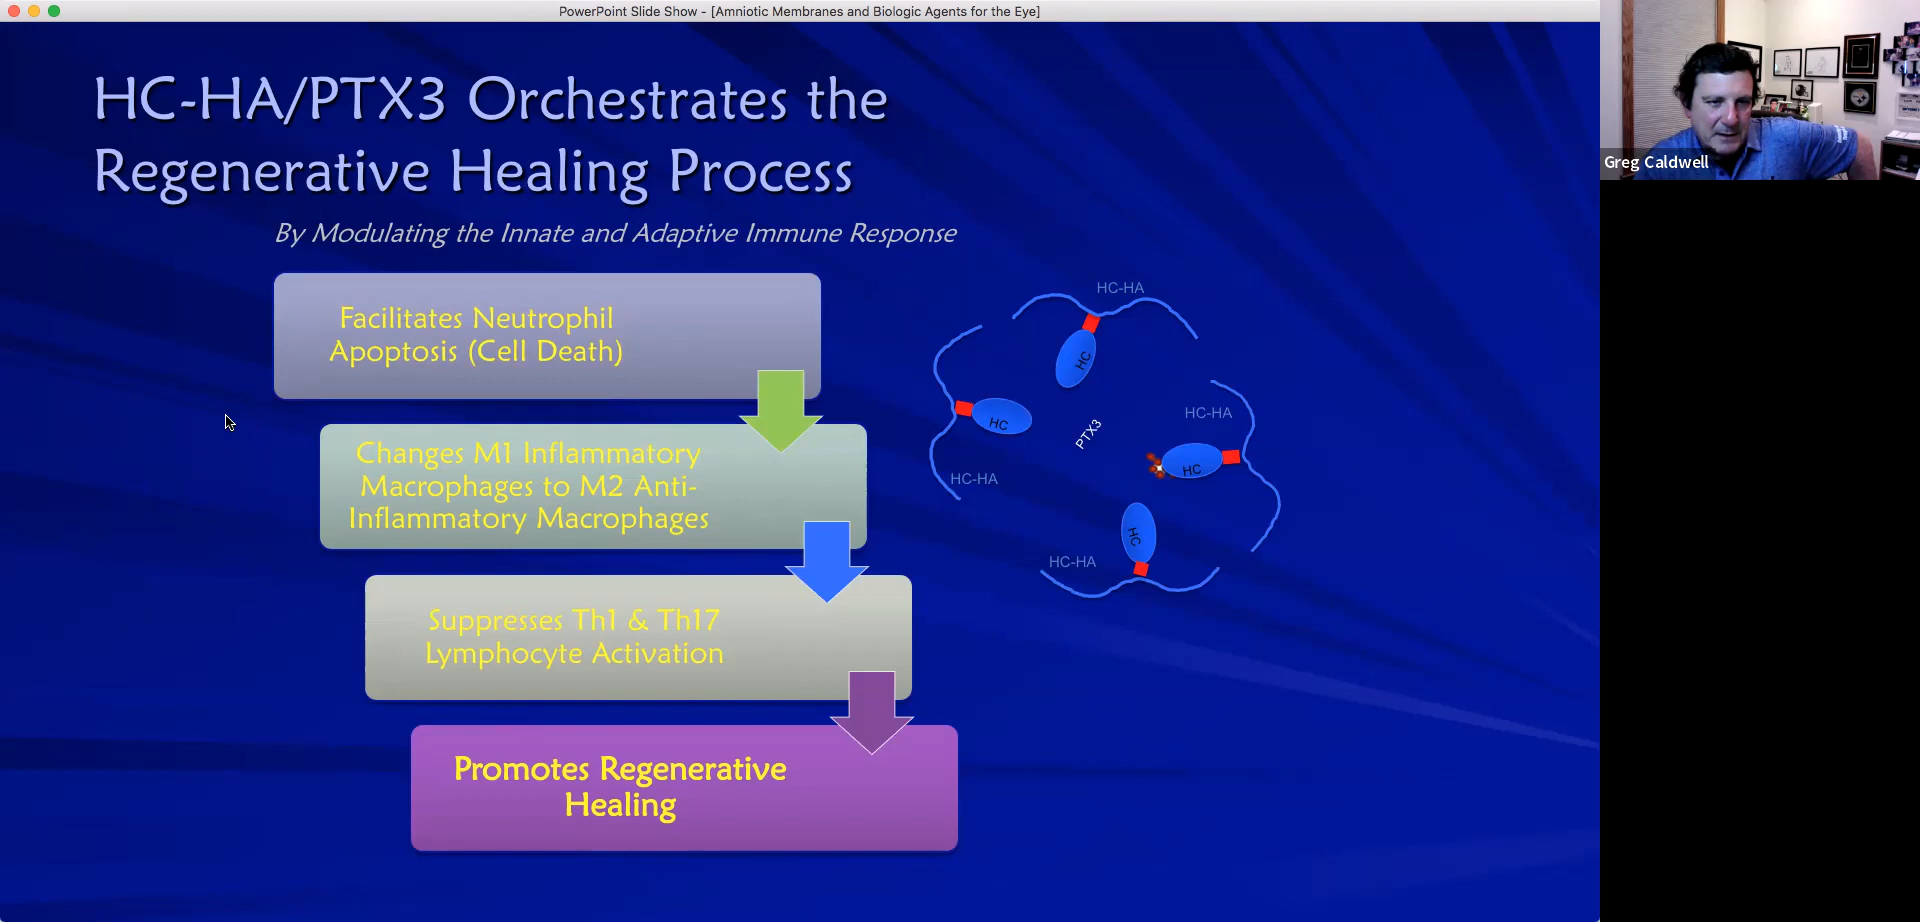 PowerPoint Slide Show - [Amniotic Membranes and Biologic Agents for the Eye]
HC-HA/PTX3 Orchestrates the
Regenerative Healing Process
By Modulating the Innate and Adaptive Immune Response
Facilitates Neutrophil
Apoptosis (Cell Death)
Changes M1 Inflammatory
Macrophages to M2 Anti-
Inflammatory Macrophages
Suppresses Th1 & Th17
Lymphocyte Activation
Promotes Regenerative
Healing
HC-HA
HC
HC-HA
HC
PTX3
HC
HC-HA
HC
HC-HA
Greg Caldwell